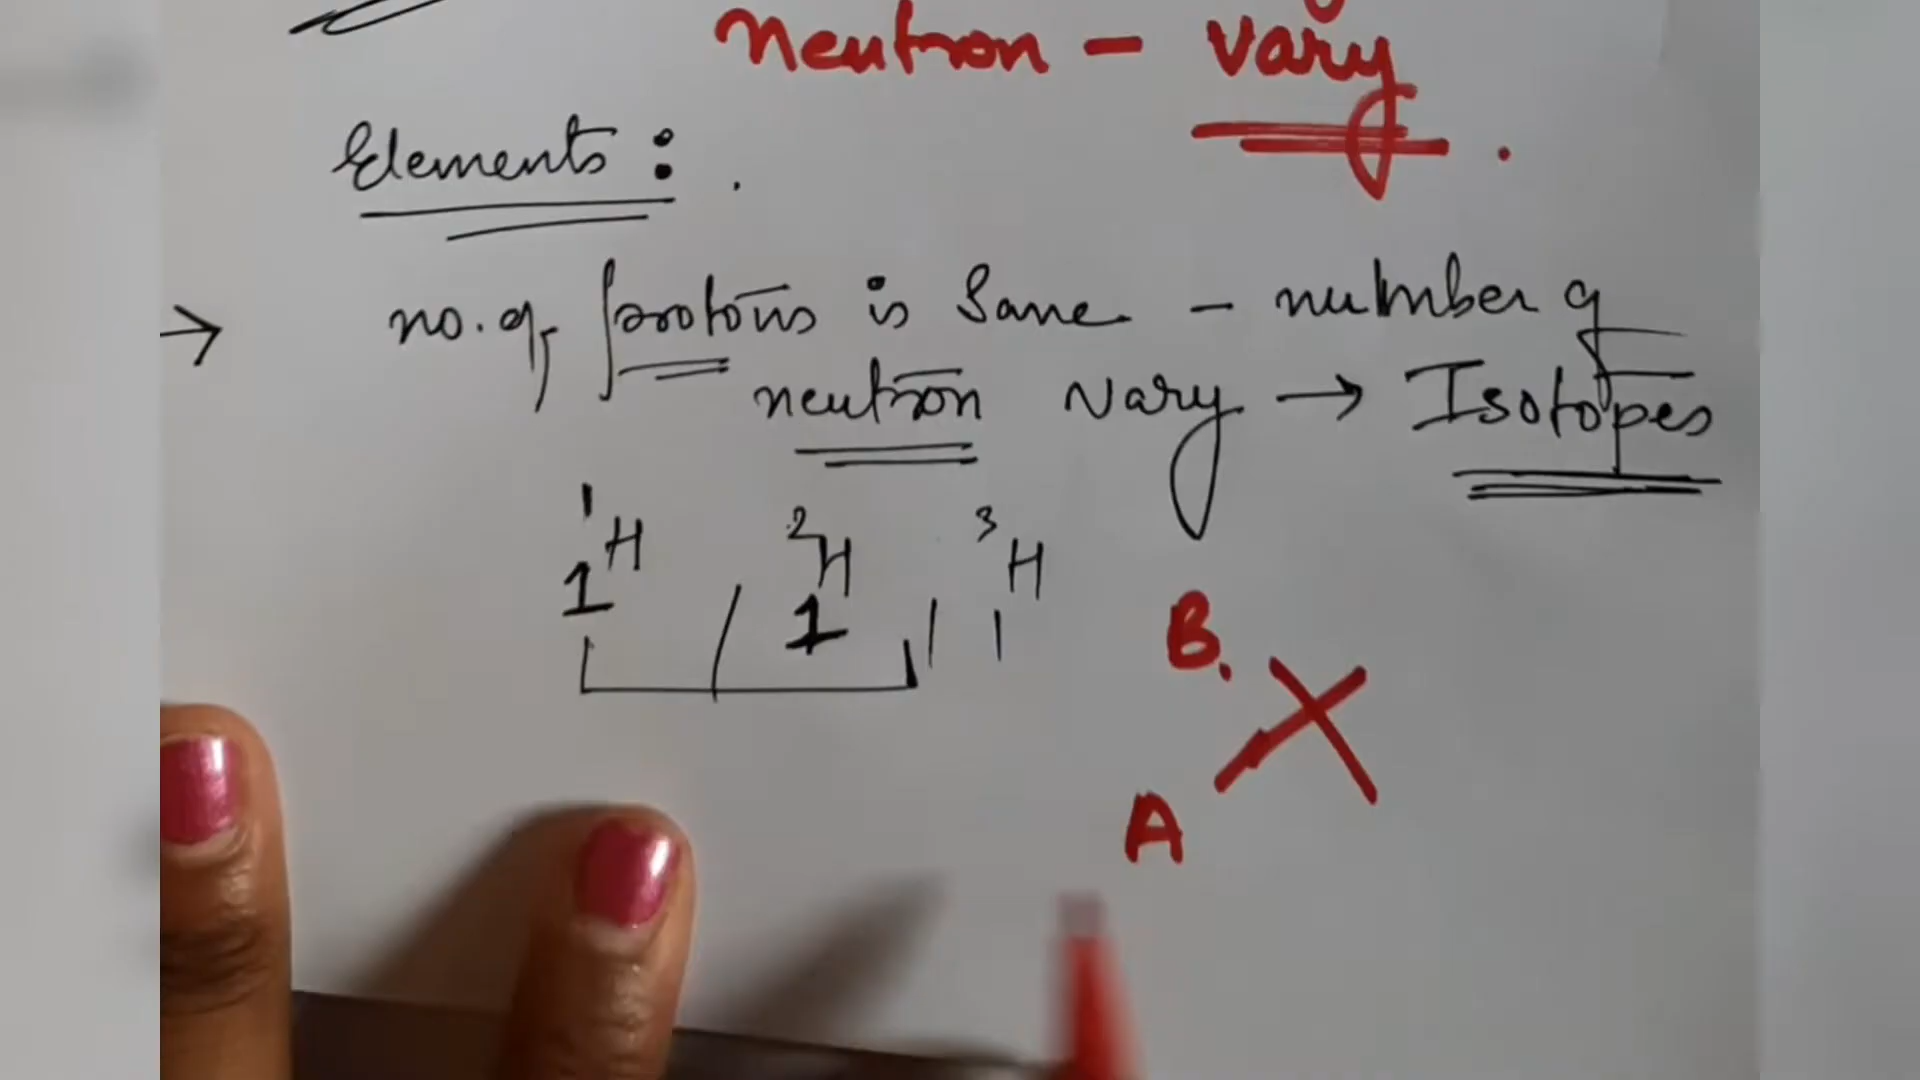 Neutron - vary.
Elements:
→ no. of protons is same - number of
neutron vary → Isotopes
1 H 2 H 3 H
1 1 1
B.
X
A